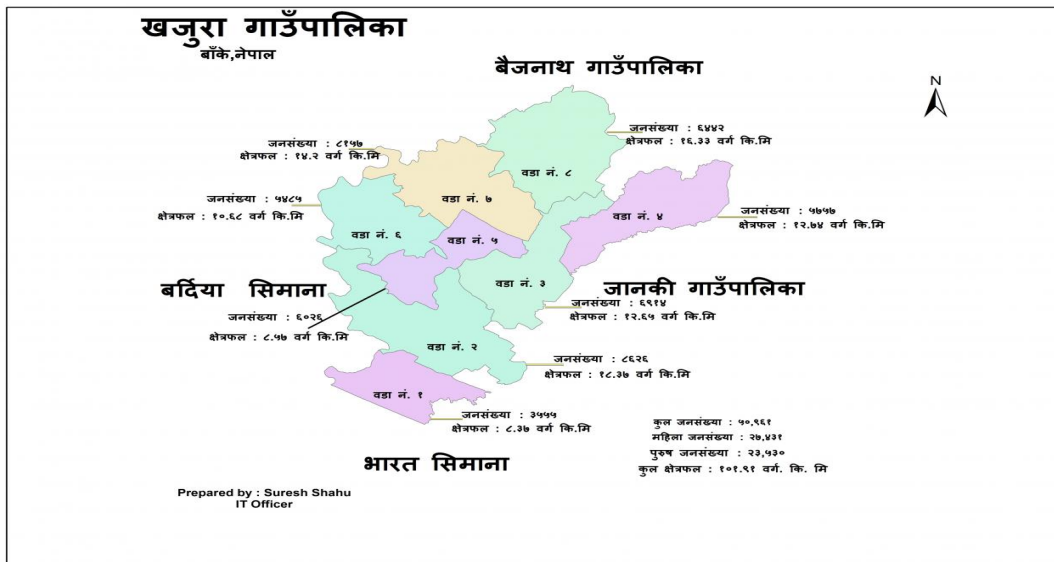 खजुरा गाउँपालिका
बाँके,नेपाल
बैजनाथ गाउँपालिका
N
जनसंख्या : ६४४२
क्षेत्रफल : १६.३३ वर्ग कि.मि
जनसंख्या : ८१५७
क्षेत्रफल : १४.२ वर्ग कि.मि
वडा नं. ८
वडा नं. ७
जनसंख्या : ५४८५
क्षेत्रफल : १०.६८ वर्ग कि.मि
वडा नं. ४
जनसंख्या : ५७५७
क्षेत्रफल : १२.७४ वर्ग कि.मि
वडा नं. ६
वडा नं. ५
वडा नं. ३
बर्दिया सिमाना
जानकी गाउँपालिका
जनसंख्या : ६०२६
क्षेत्रफल : ८.५७ वर्ग कि.मि
जनसंख्या : ६९१४
क्षेत्रफल : १२.६५ वर्ग कि.मि
वडा नं. २
जनसंख्या : ८६२६
क्षेत्रफल : १८.३७ वर्ग कि.मि
वडा नं. १
जनसंख्या : ३५५५
क्षेत्रफल : ८.३७ वर्ग कि.मि
कुल जनसंख्या : ५०,९६१
महिला जनसंख्या : २७,४३१
पुरुष जनसंख्या : २३,५३०
कुल क्षेत्रफल : १०१.९१ वर्ग. कि. मि
भारत सिमाना
Prepared by : Suresh Shahu
IT Officer